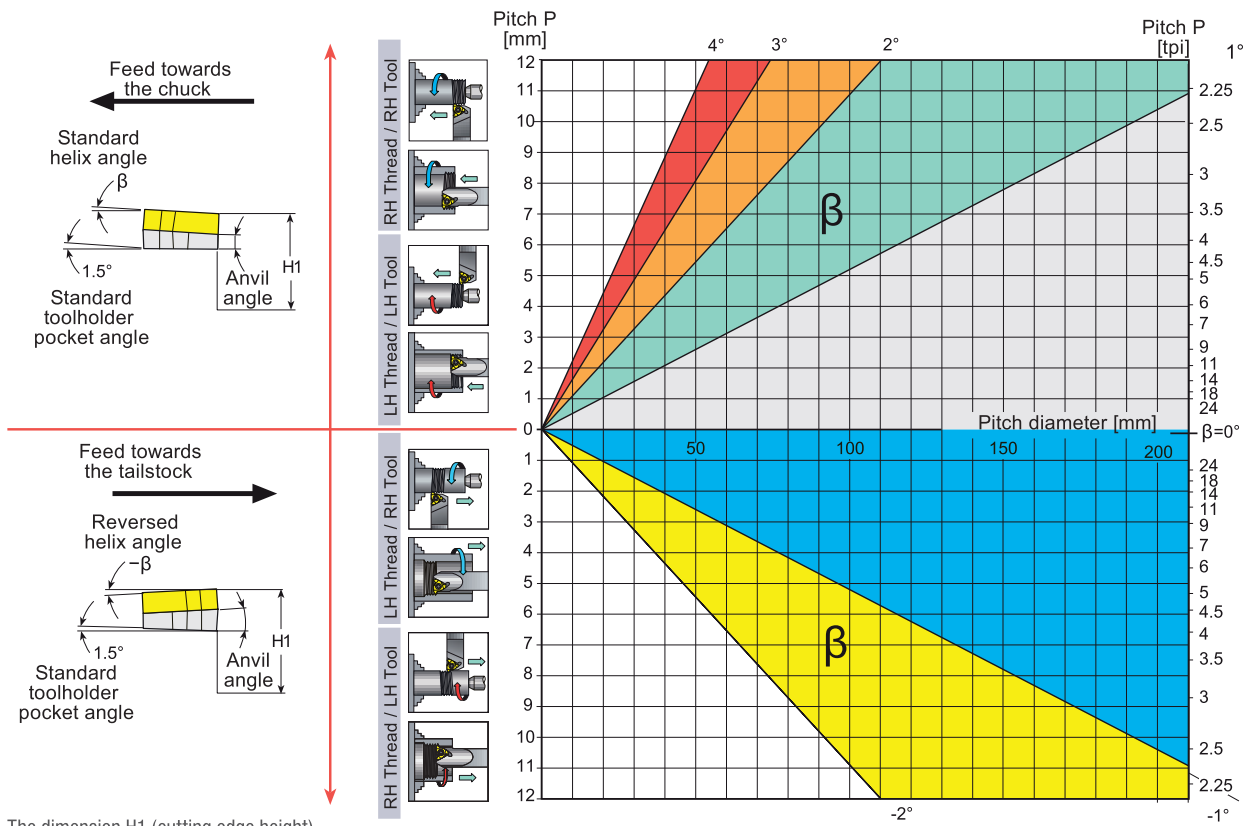 Feed towards
the chuck
Standard
helix angle
β
1.5°
Standard
toolholder
pocket angle
Anvil
angle
H1
Feed towards
the tailstock
Reversed
helix angle
−β
1.5°
Standard
toolholder
pocket angle
Anvil
angle
H1
RH Thread / RH Tool
LH Thread / LH Tool
LH Thread / RH Tool
RH Thread / LH Tool
Pitch P
[mm]
4°
3°
2°
Pitch P
[tpi]
1°
12
11
10
9
8
7
6
5
4
3
2
1
0
1
2
3
4
5
6
7
8
9
10
11
12
β
Pitch diameter [mm]
50
100
150
200
β
2.25
2.5
3
3.5
4
4.5
5
6
7
9
11
14
18
24
β=0°
24
18
14
11
9
7
6
5
4.5
4
3.5
3
2.5
2.25
-2°
-1°
The dimension H1 (cutting edge height)